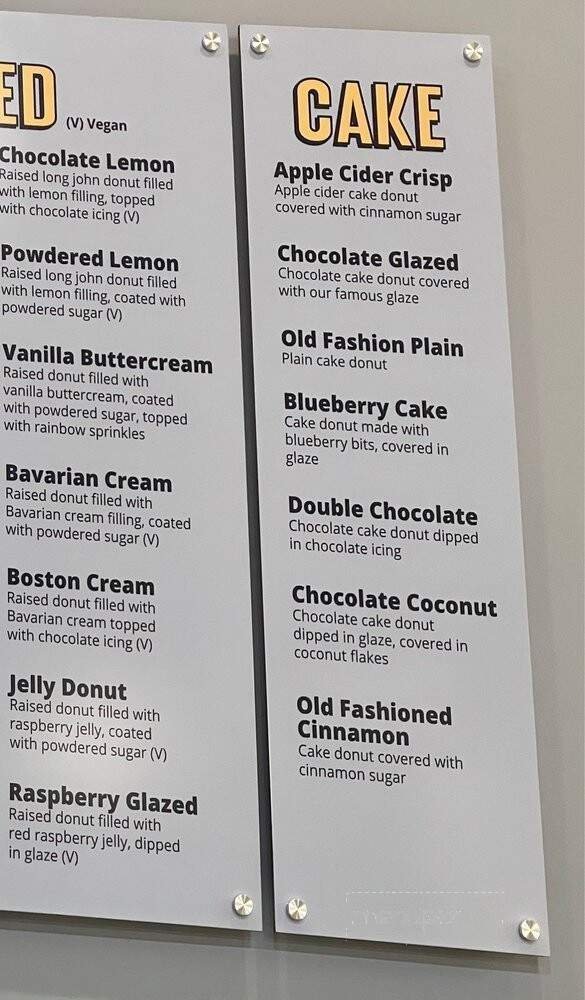 ED (V) Vegan
Chocolate Lemon
Raised long john donut filled
with lemon filling, topped
with chocolate icing (V)
Powdered Lemon
Raised long john donut filled
with lemon filling, coated with
powdered sugar (V)
Vanilla Buttercream
Raised donut filled with
vanilla buttercream, coated
with powdered sugar, topped
with rainbow sprinkles
Bavarian Cream
Raised donut filled with
Bavarian cream filling, coated
with powdered sugar (V)
Boston Cream
Raised donut filled with
Bavarian cream topped
with chocolate icing (V)
Jelly Donut
Raised donut filled with
raspberry jelly, coated
with powdered sugar (V)
Raspberry Glazed
Raised donut filled with
red raspberry jelly, dipped
in glaze (V)
CAKE
Apple Cider Crisp
Apple cider cake donut
covered with cinnamon sugar
Chocolate Glazed
Chocolate cake donut covered
with our famous glaze
Old Fashion Plain
Plain cake donut
Blueberry Cake
Cake donut made with
blueberry bits, covered in
glaze
Double Chocolate
Chocolate cake donut dipped
in chocolate icing
Chocolate Coconut
Chocolate cake donut
dipped in glaze, covered in
coconut flakes
Old Fashioned
Cinnamon
Cake donut covered with
cinnamon sugar